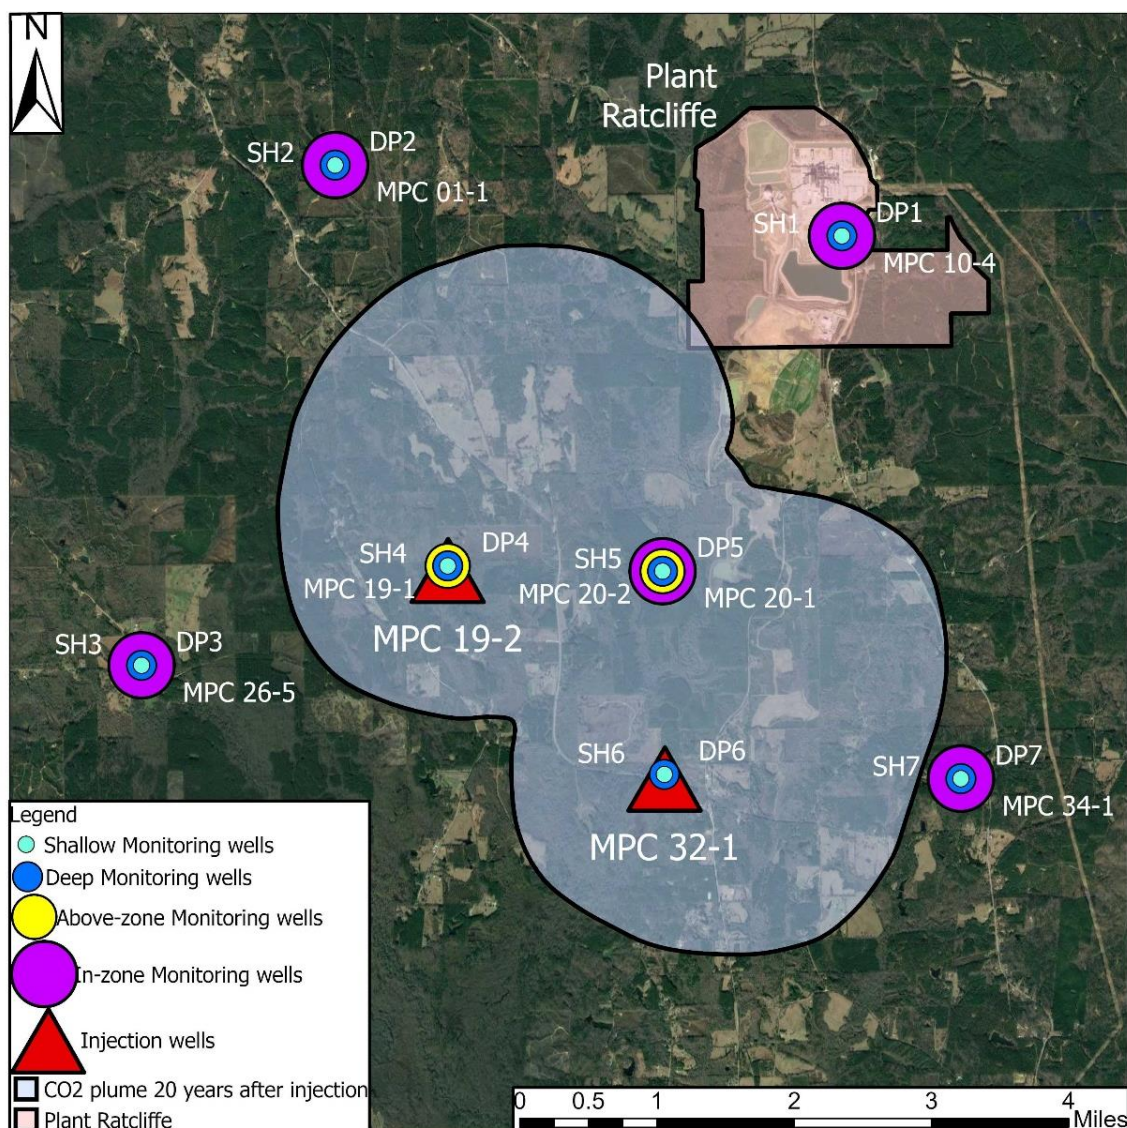 N
Plant
Ratcliffe
SH2
DP2
MPC 01-1
SH1
DP1
MPC 10-4
SH4
DP4
MPC 19-1
MPC 19-2
SH5
DP5
MPC 20-2
MPC 20-1
SH3
DP3
MPC 26-5
SH6
DP6
MPC 32-1
SH7
DP7
MPC 34-1
Legend
Shallow Monitoring wells
Deep Monitoring wells
Above-zone Monitoring wells
In-zone Monitoring wells
Injection wells
CO2 plume 20 years after injection
Plant Ratcliffe
0 0.5 1 2 3 4
Miles